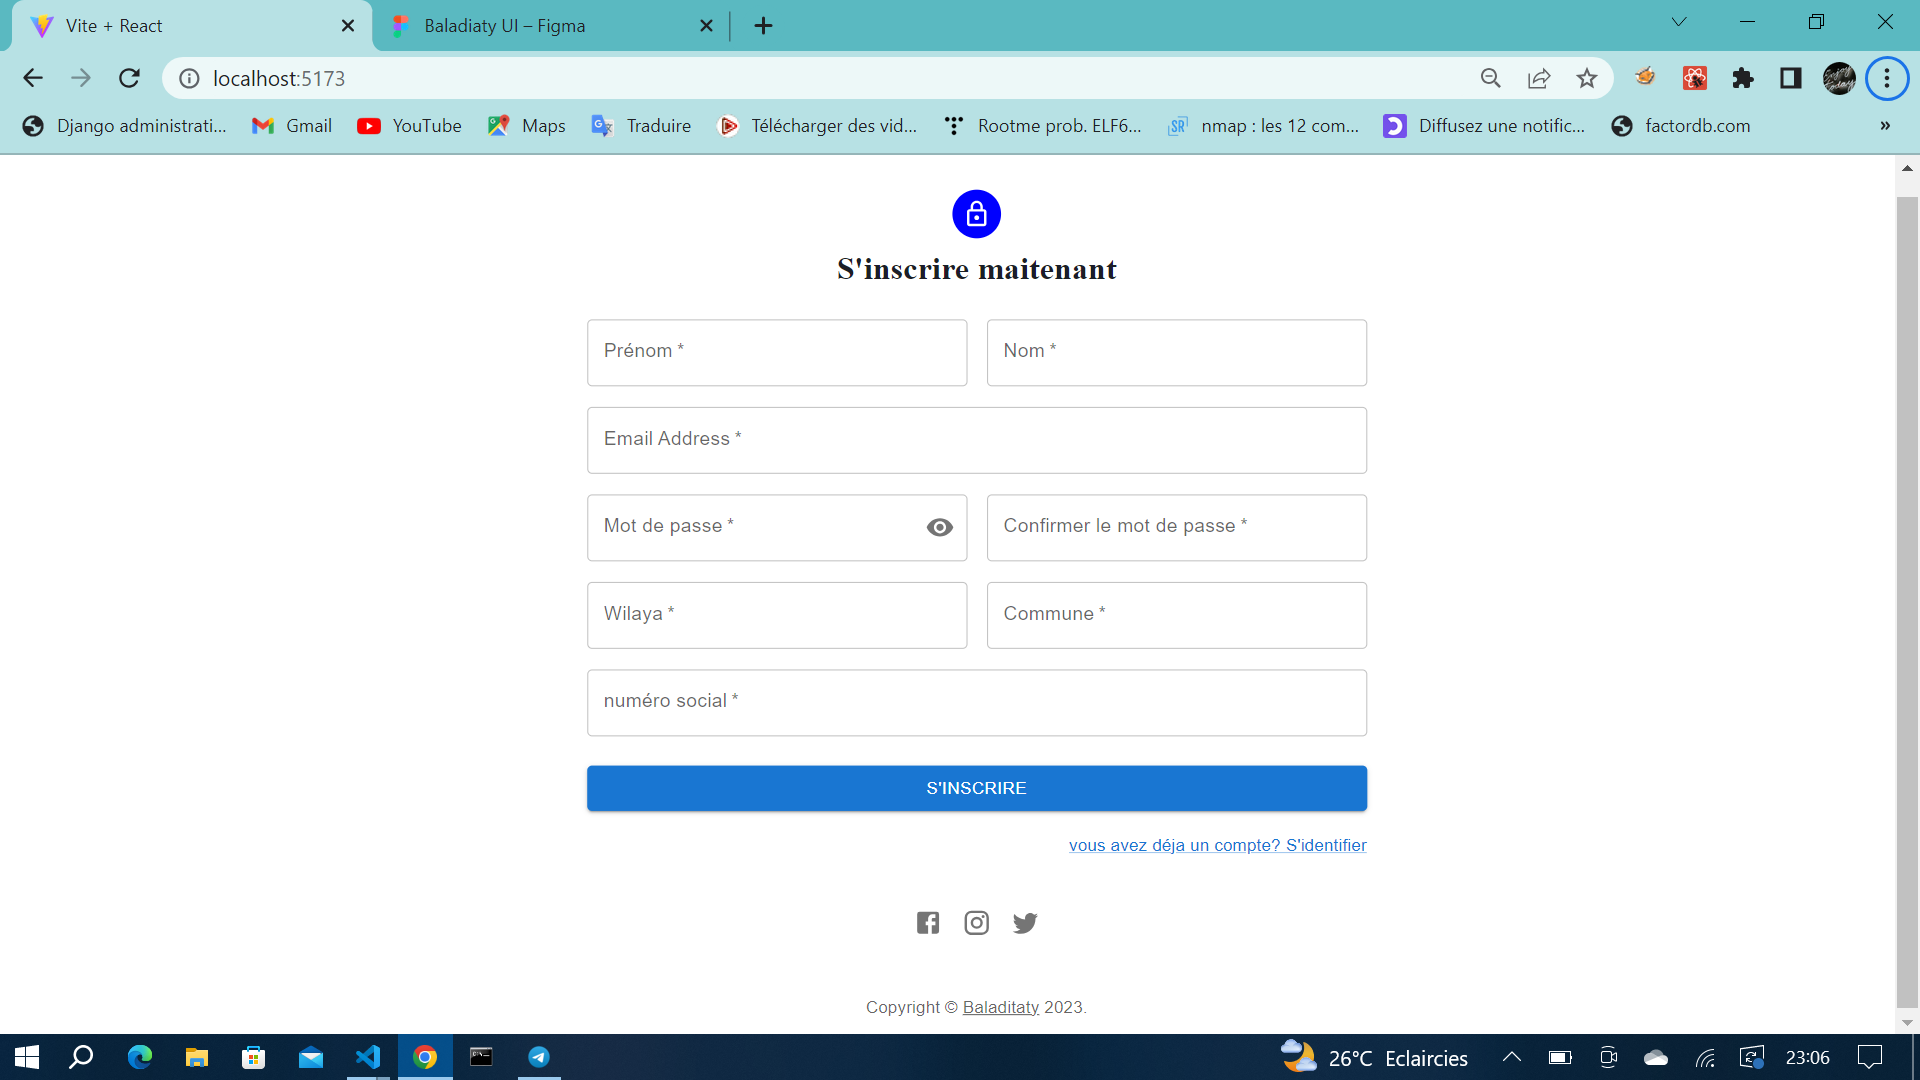 Vite + React
Baladiaty UI – Figma
localhost:5173
Django administrati...
Gmail
YouTube
Maps
Traduire
Télécharger des vid...
Rootme prob. ELF6...
nmap : les 12 com...
Diffusez une notific...
factordb.com
»
S'inscrire maitenant
Prénom *
Nom *
Email Address *
Mot de passe *
Confirmer le mot de passe *
Wilaya *
Commune *
numéro social *
S'INSCRIRE
vous avez déja un compte? S'identifier
Copyright © Baladitaty 2023.
26°C Eclaircies
23:06